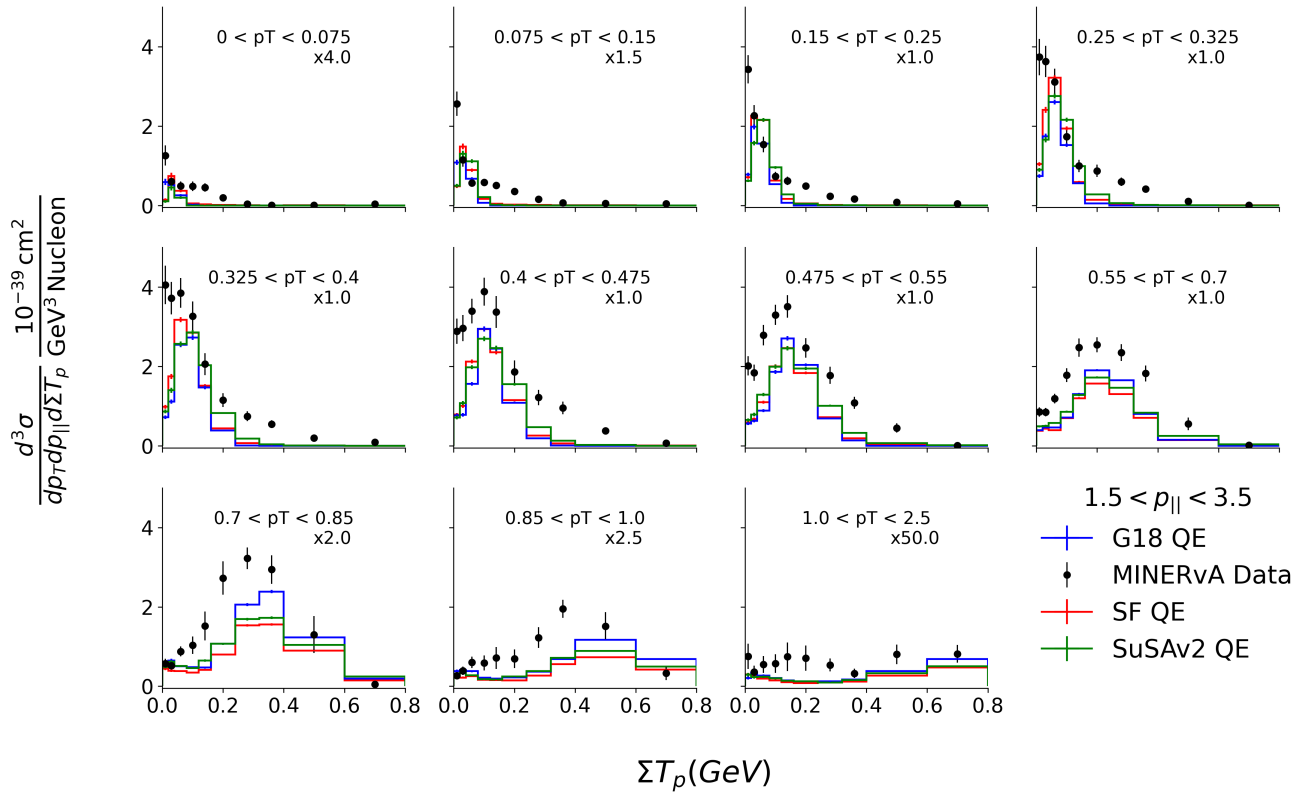 d³σ / dp_T dp_|| dΣT_p 10⁻³⁹ cm² / GeV³ Nucleon
0 < pT < 0.075
x4.0
0.075 < pT < 0.15
x1.5
0.15 < pT < 0.25
x1.0
0.25 < pT < 0.325
x1.0
4
2
0
0.325 < pT < 0.4
x1.0
0.4 < pT < 0.475
x1.0
0.475 < pT < 0.55
x1.0
0.55 < pT < 0.7
x1.0
4
2
0
0.7 < pT < 0.85
x2.0
0.85 < pT < 1.0
x2.5
1.0 < pT < 2.5
x50.0
4
2
0
0.0 0.2 0.4 0.6 0.8
0.0 0.2 0.4 0.6 0.8
0.0 0.2 0.4 0.6 0.8
1.5 < p_|| < 3.5
G18 QE
MINERvA Data
SF QE
SuSAv2 QE
ΣT_p(GeV)